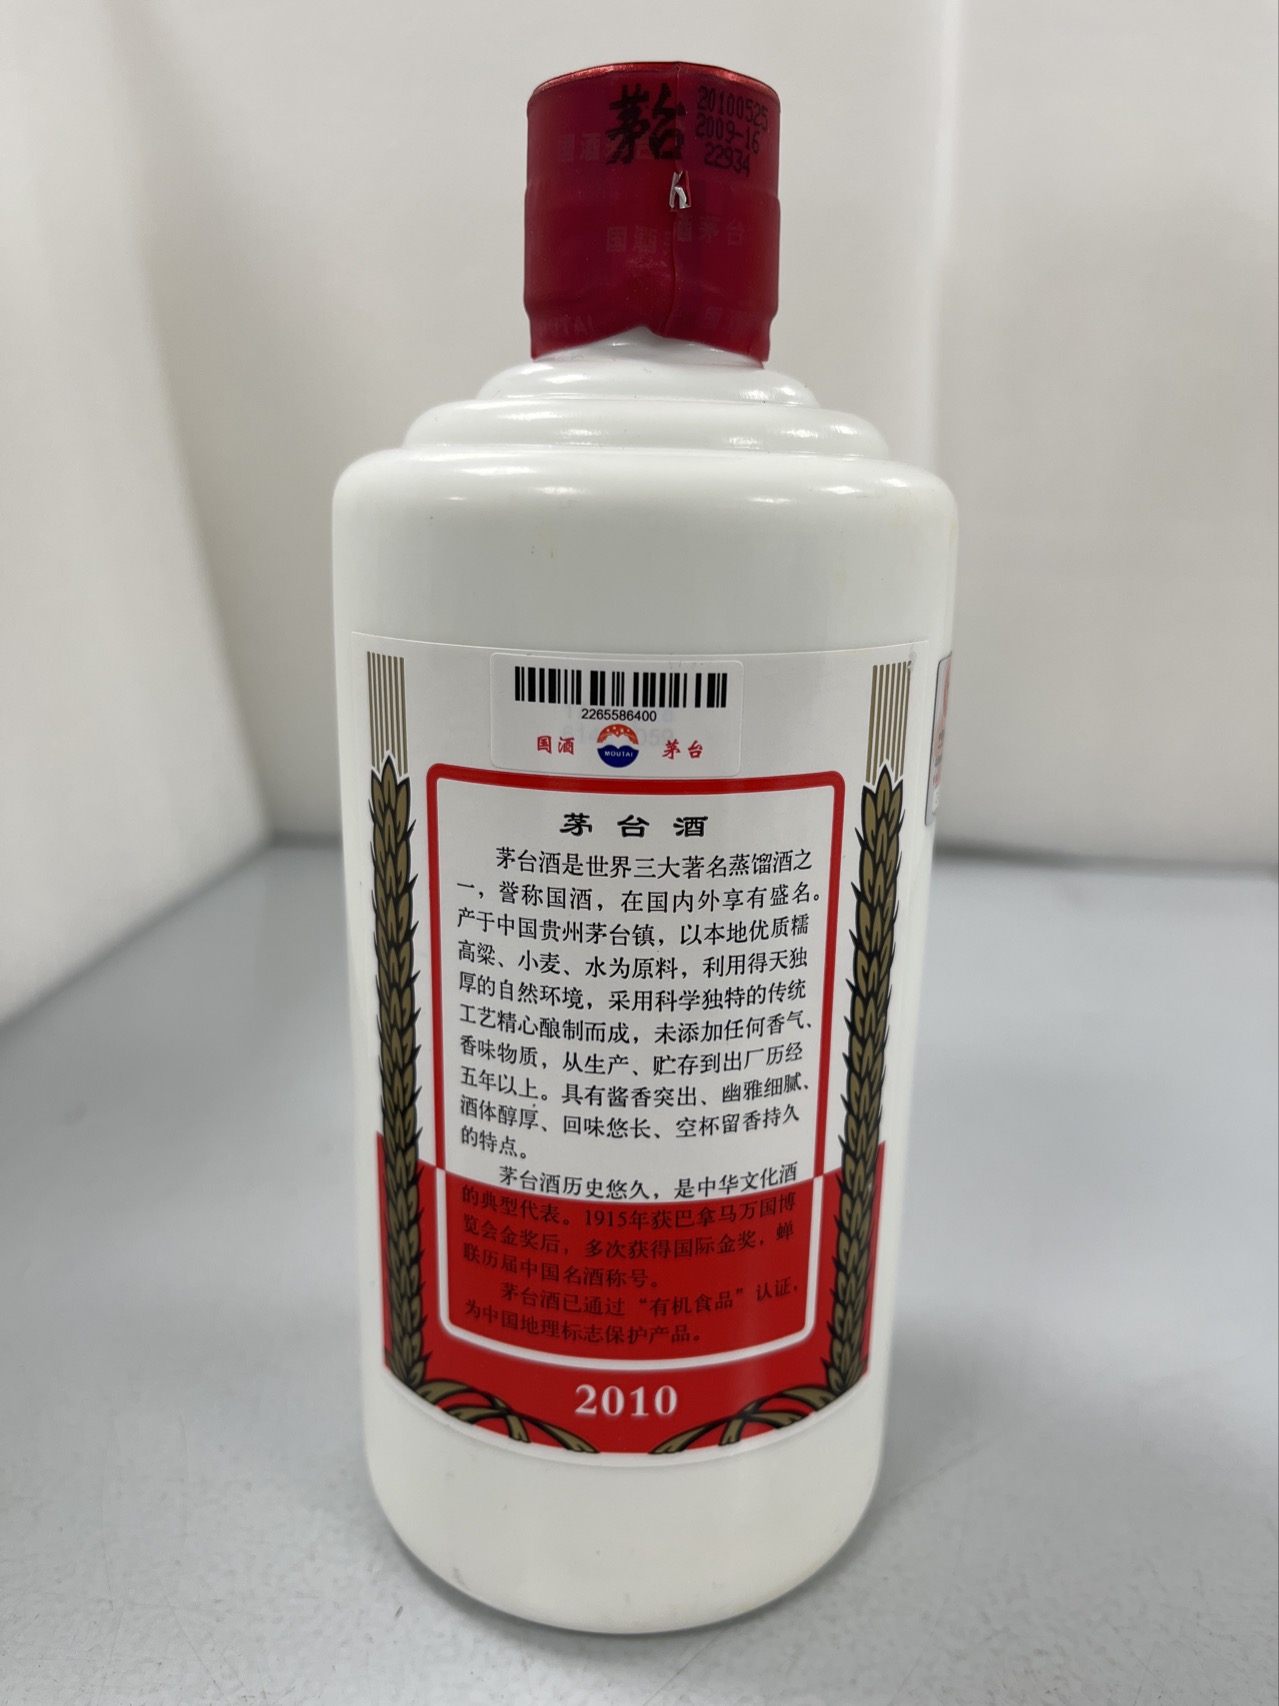 茅台
20100525
2009-16
22934
国酒
国酒茅台
2265586400
国酒 MOUTAI 茅台
茅台酒
茅台酒是世界三大著名蒸馏酒之
一，誉称国酒，在国内外享有盛名。
产于中国贵州茅台镇，以本地优质糯
高粱、小麦、水为原料，利用得天独
厚的自然环境，采用科学独特的传统
工艺精心酿制而成，未添加任何香气、
香味物质，从生产、贮存到出厂历经
五年以上。具有酱香突出、幽雅细腻、
酒体醇厚、回味悠长、空杯留香持久
的特点。
茅台酒历史悠久，是中华文化酒
的典型代表。1915年获巴拿马万国博
览会金奖后，多次获得国际金奖，蝉
联历届中国名酒称号。
茅台酒已通过“有机食品”认证，
为中国地理标志保护产品。
2010